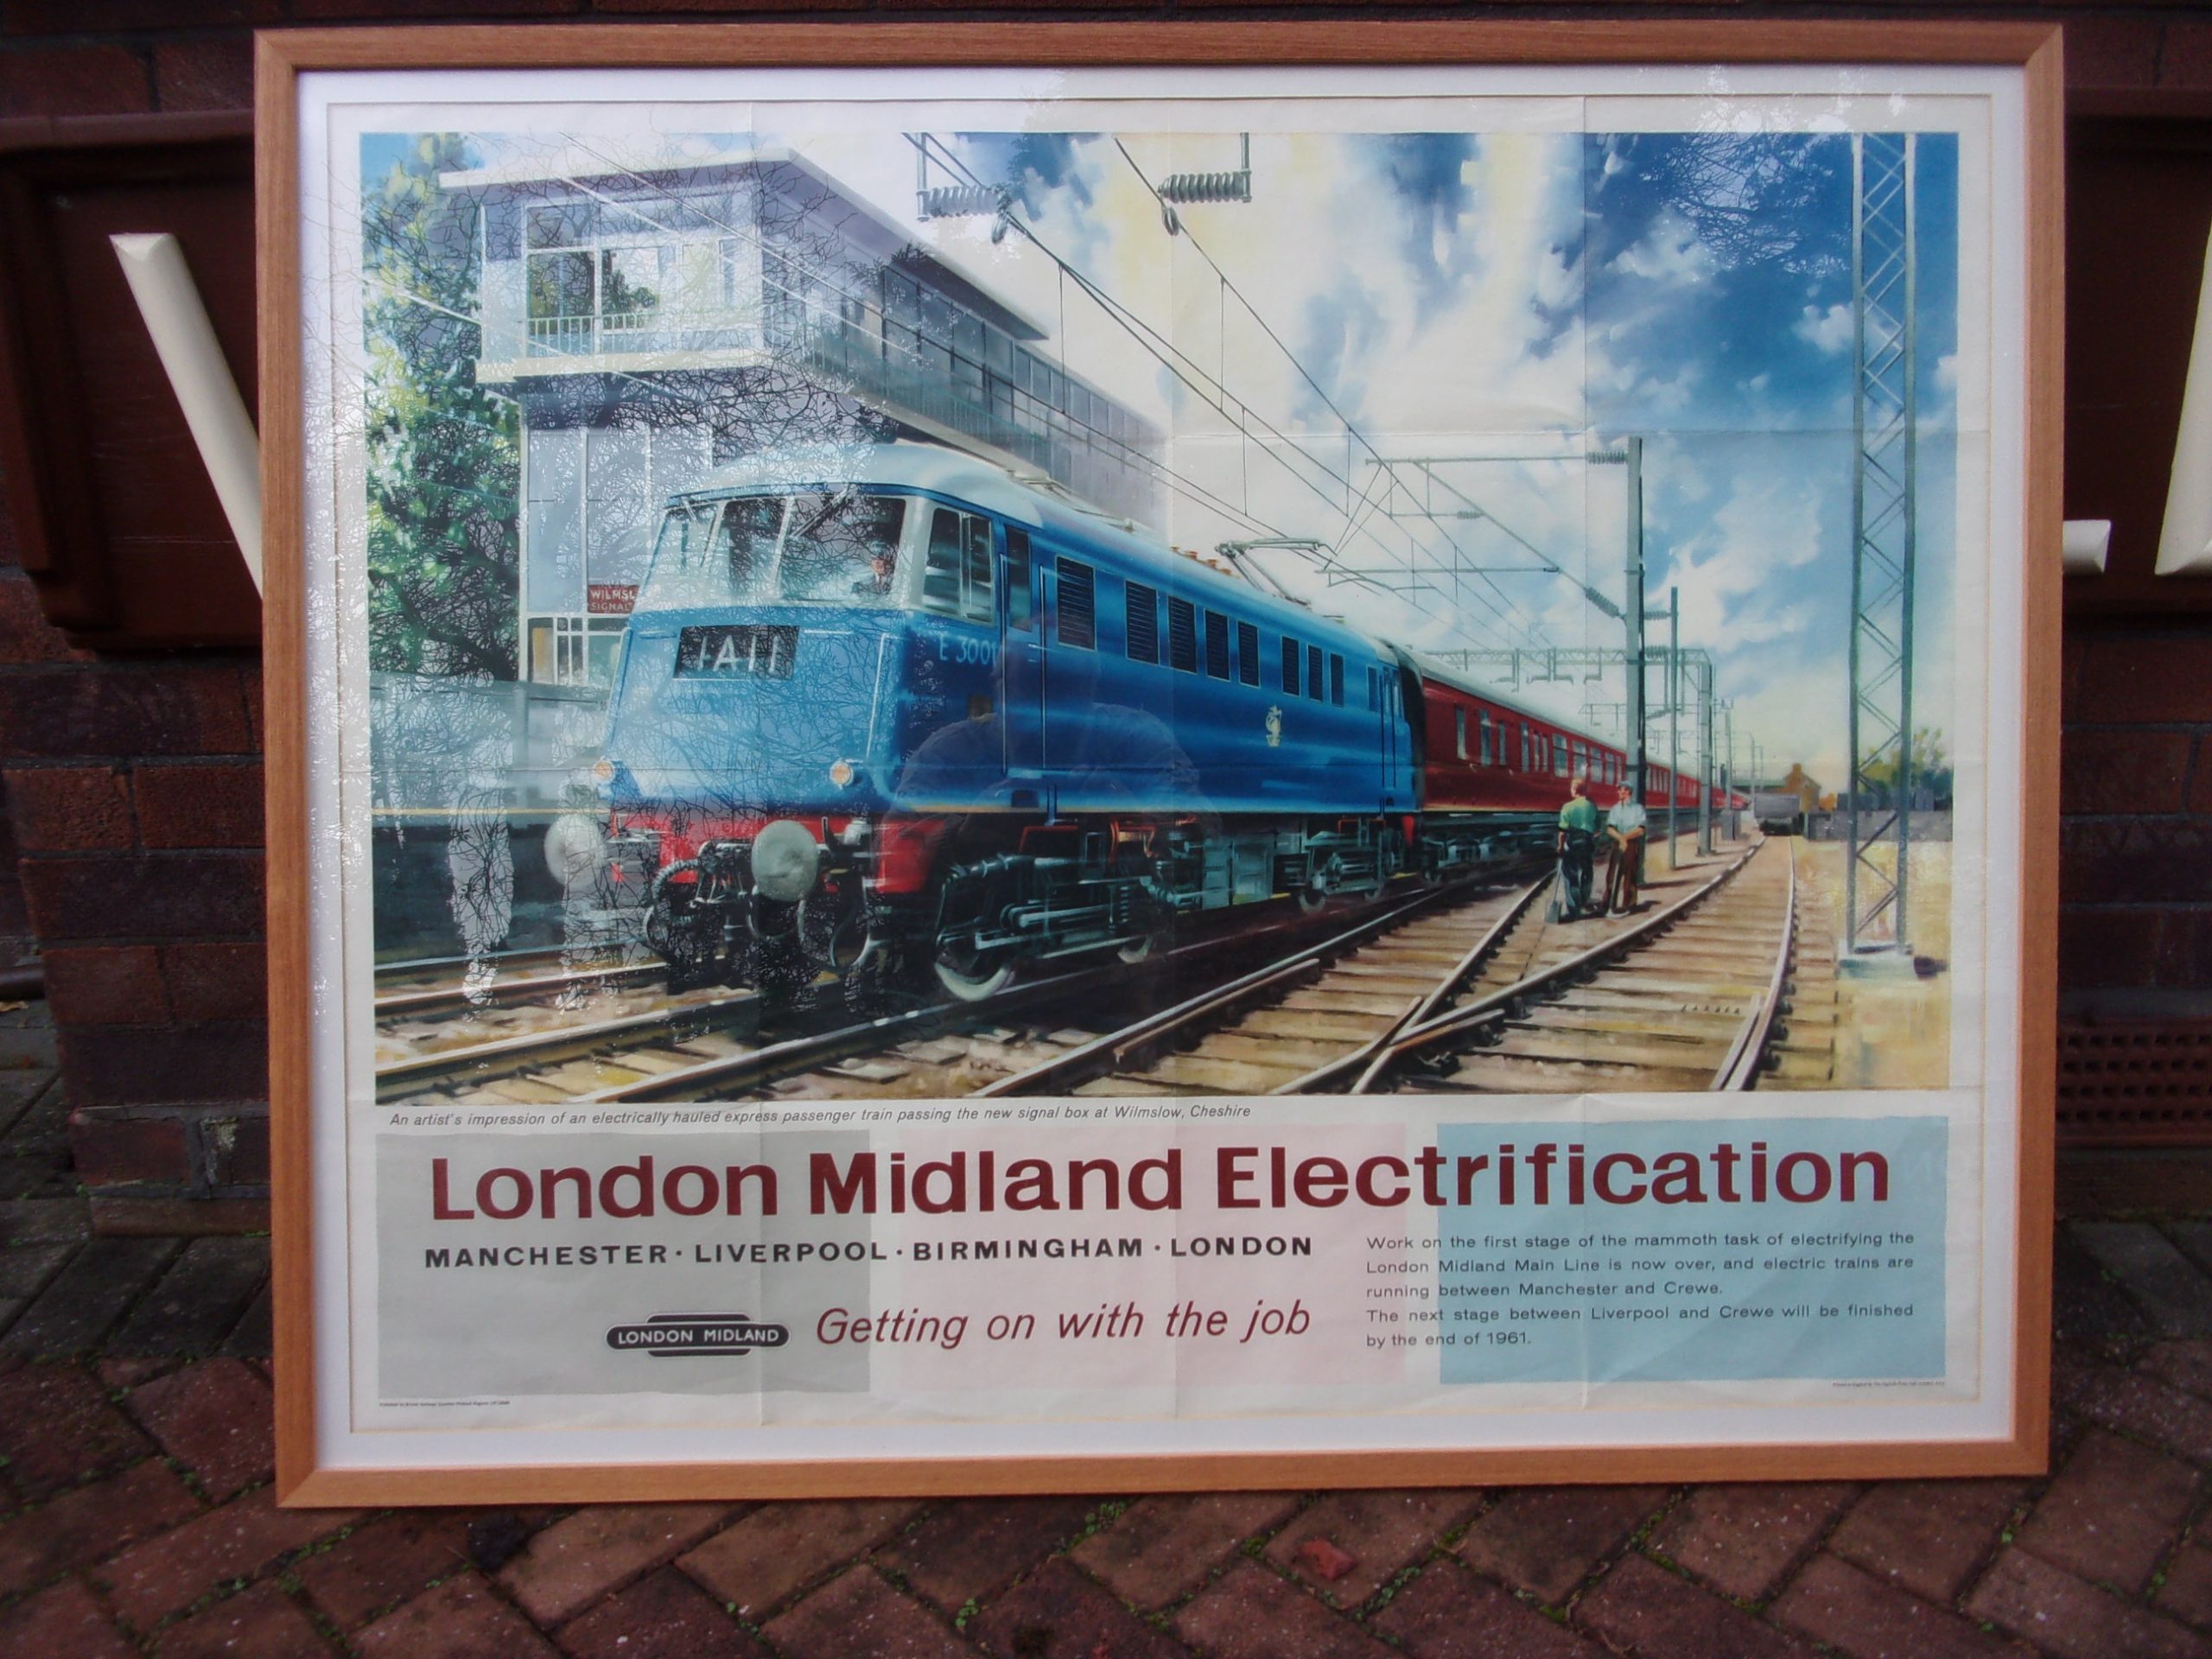 WILMSL
SIGNAL
1A11
E 3001
An artist's impression of an electrically hauled express passenger train passing the new signal box at Wilmslow, Cheshire
London Midland Electrification
MANCHESTER · LIVERPOOL · BIRMINGHAM · LONDON
LONDON MIDLAND
Getting on with the job
Work on the first stage of the mammoth task of electrifying the
London Midland Main Line is now over, and electric trains are
running between Manchester and Crewe.
The next stage between Liverpool and Crewe will be finished
by the end of 1961.